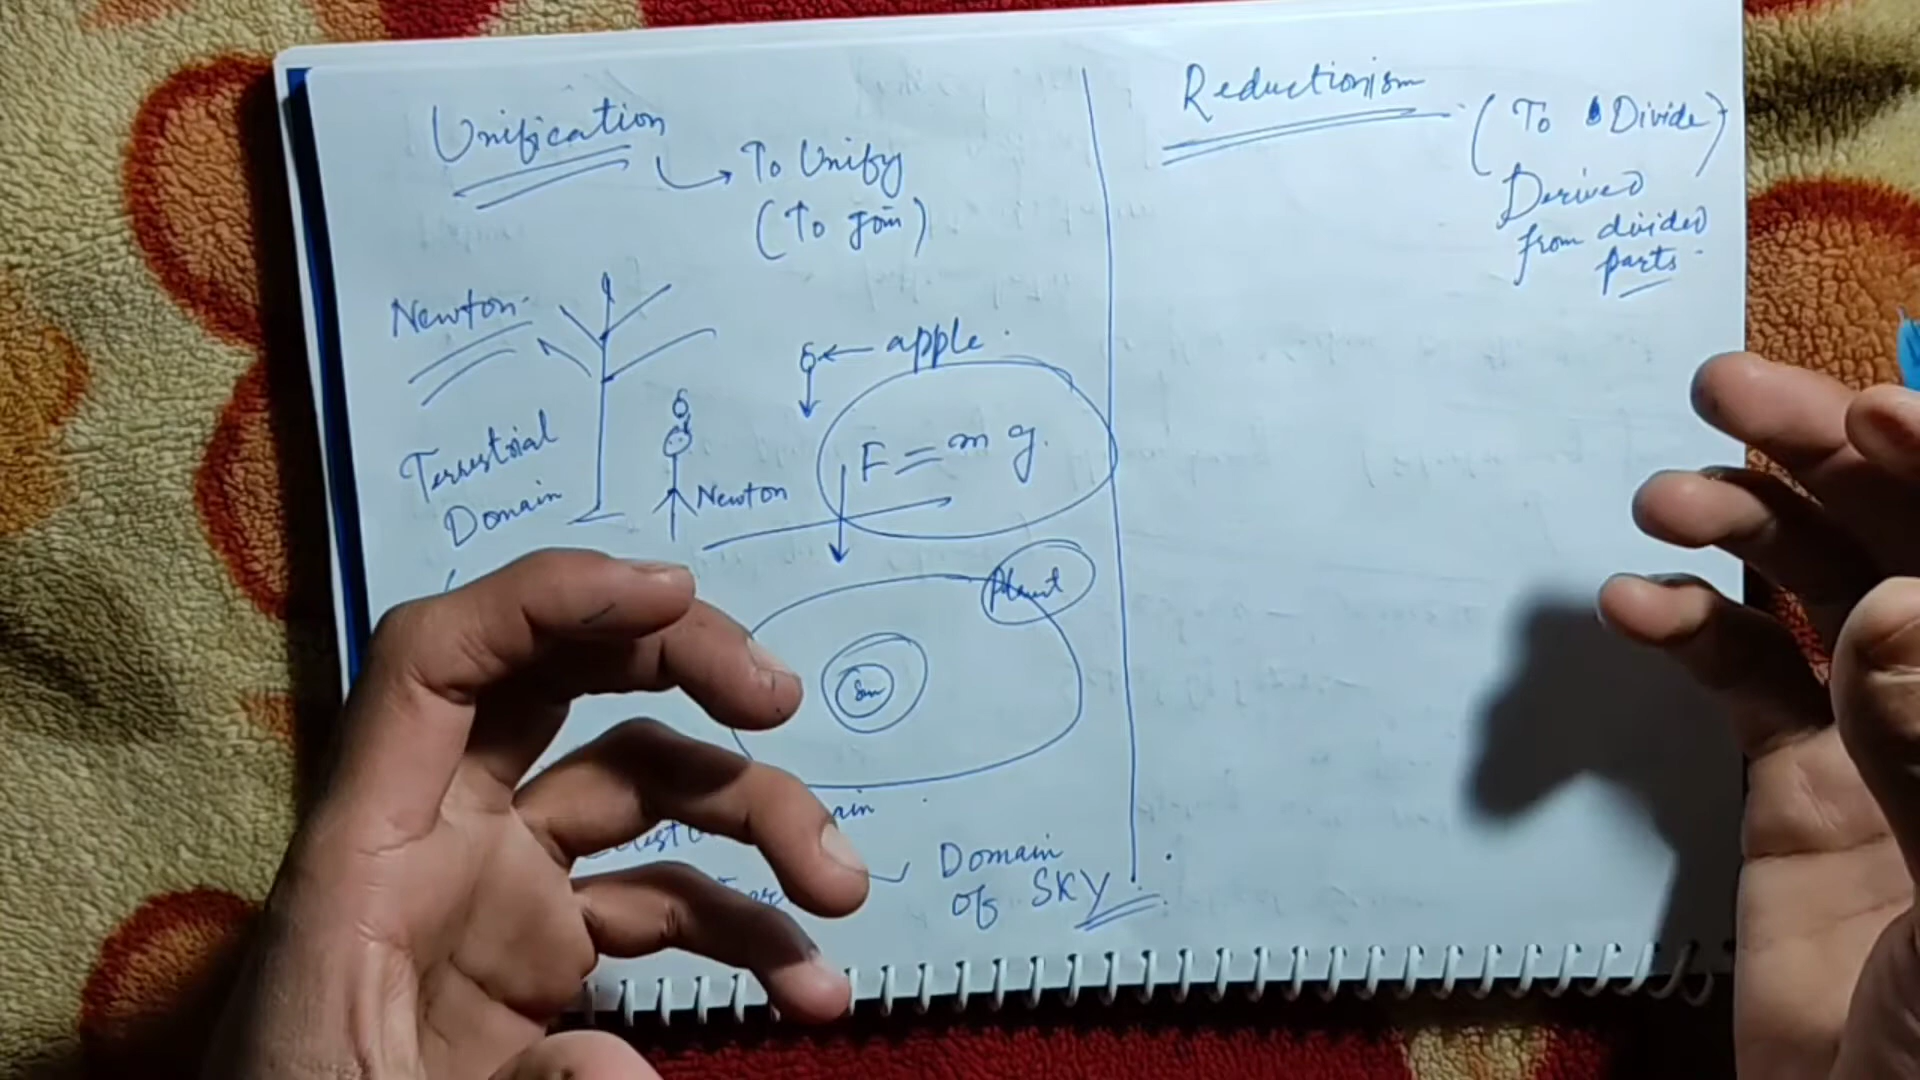 Unification
To Unify
(To join)
Newton
apple
F = mg.
Terrestrial
Domain
Newton
Planet
Sun
ain
Domain
of SKY
Reductionism
(To Divide)
Derived
from divided
parts.